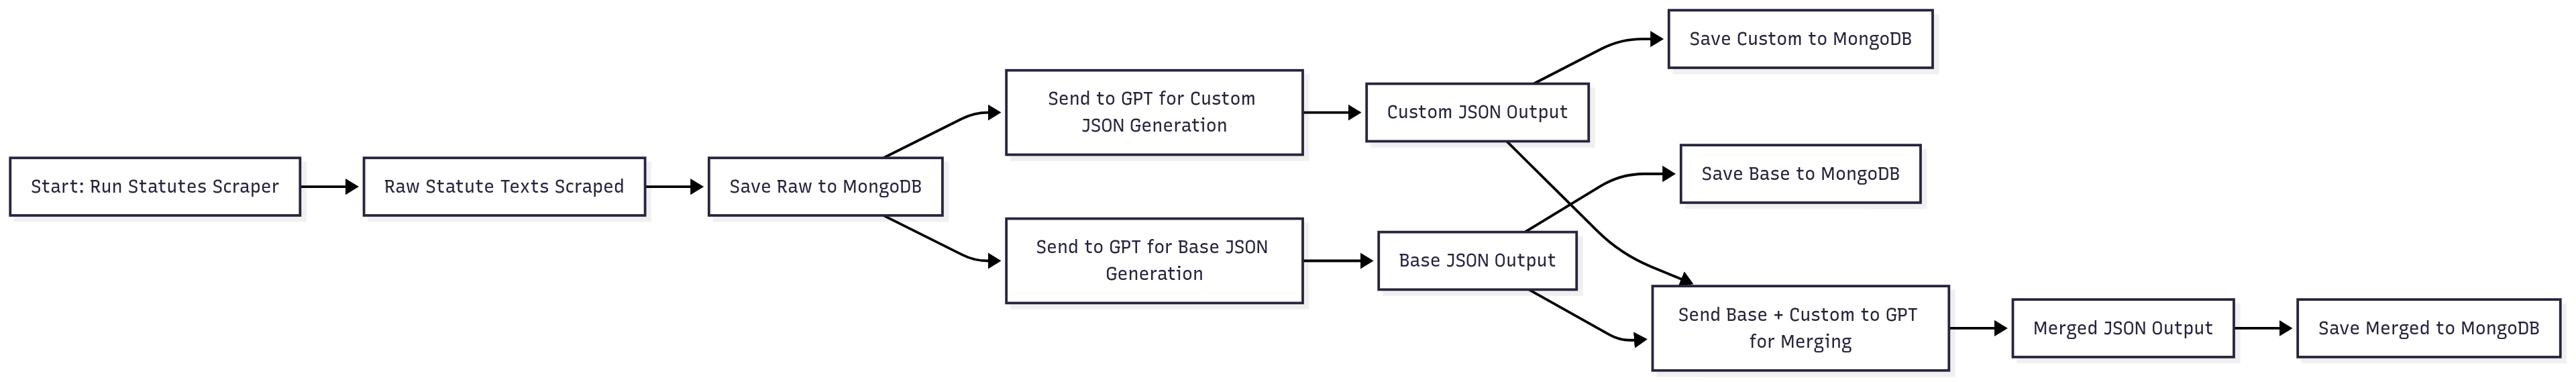 Start: Run Statutes Scraper
Raw Statute Texts Scraped
Save Raw to MongoDB
Send to GPT for Custom
JSON Generation
Custom JSON Output
Save Custom to MongoDB
Send to GPT for Base JSON
Generation
Base JSON Output
Save Base to MongoDB
Send Base + Custom to GPT
for Merging
Merged JSON Output
Save Merged to MongoDB